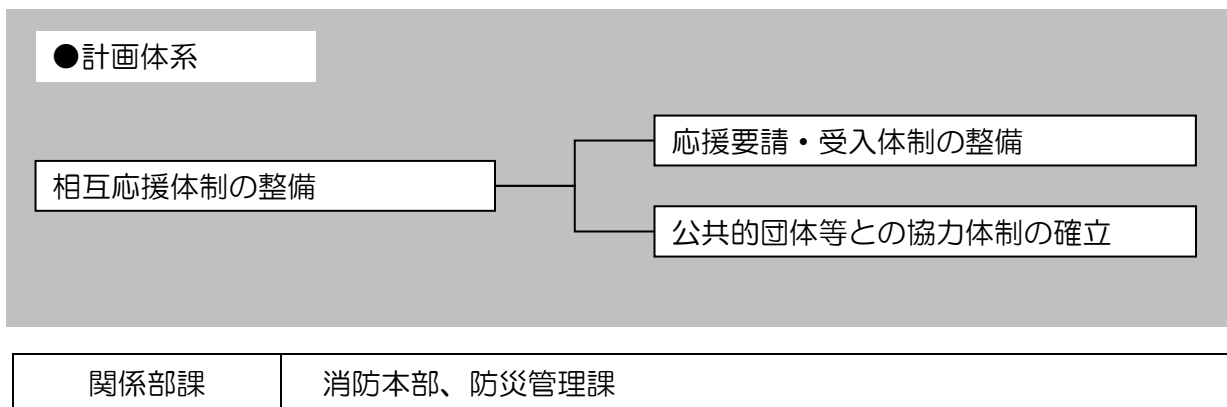 ●計画体系
相互応援体制の整備
応援要請・受入体制の整備
公共的団体等との協力体制の確立
関係部課 消防本部、防災管理課